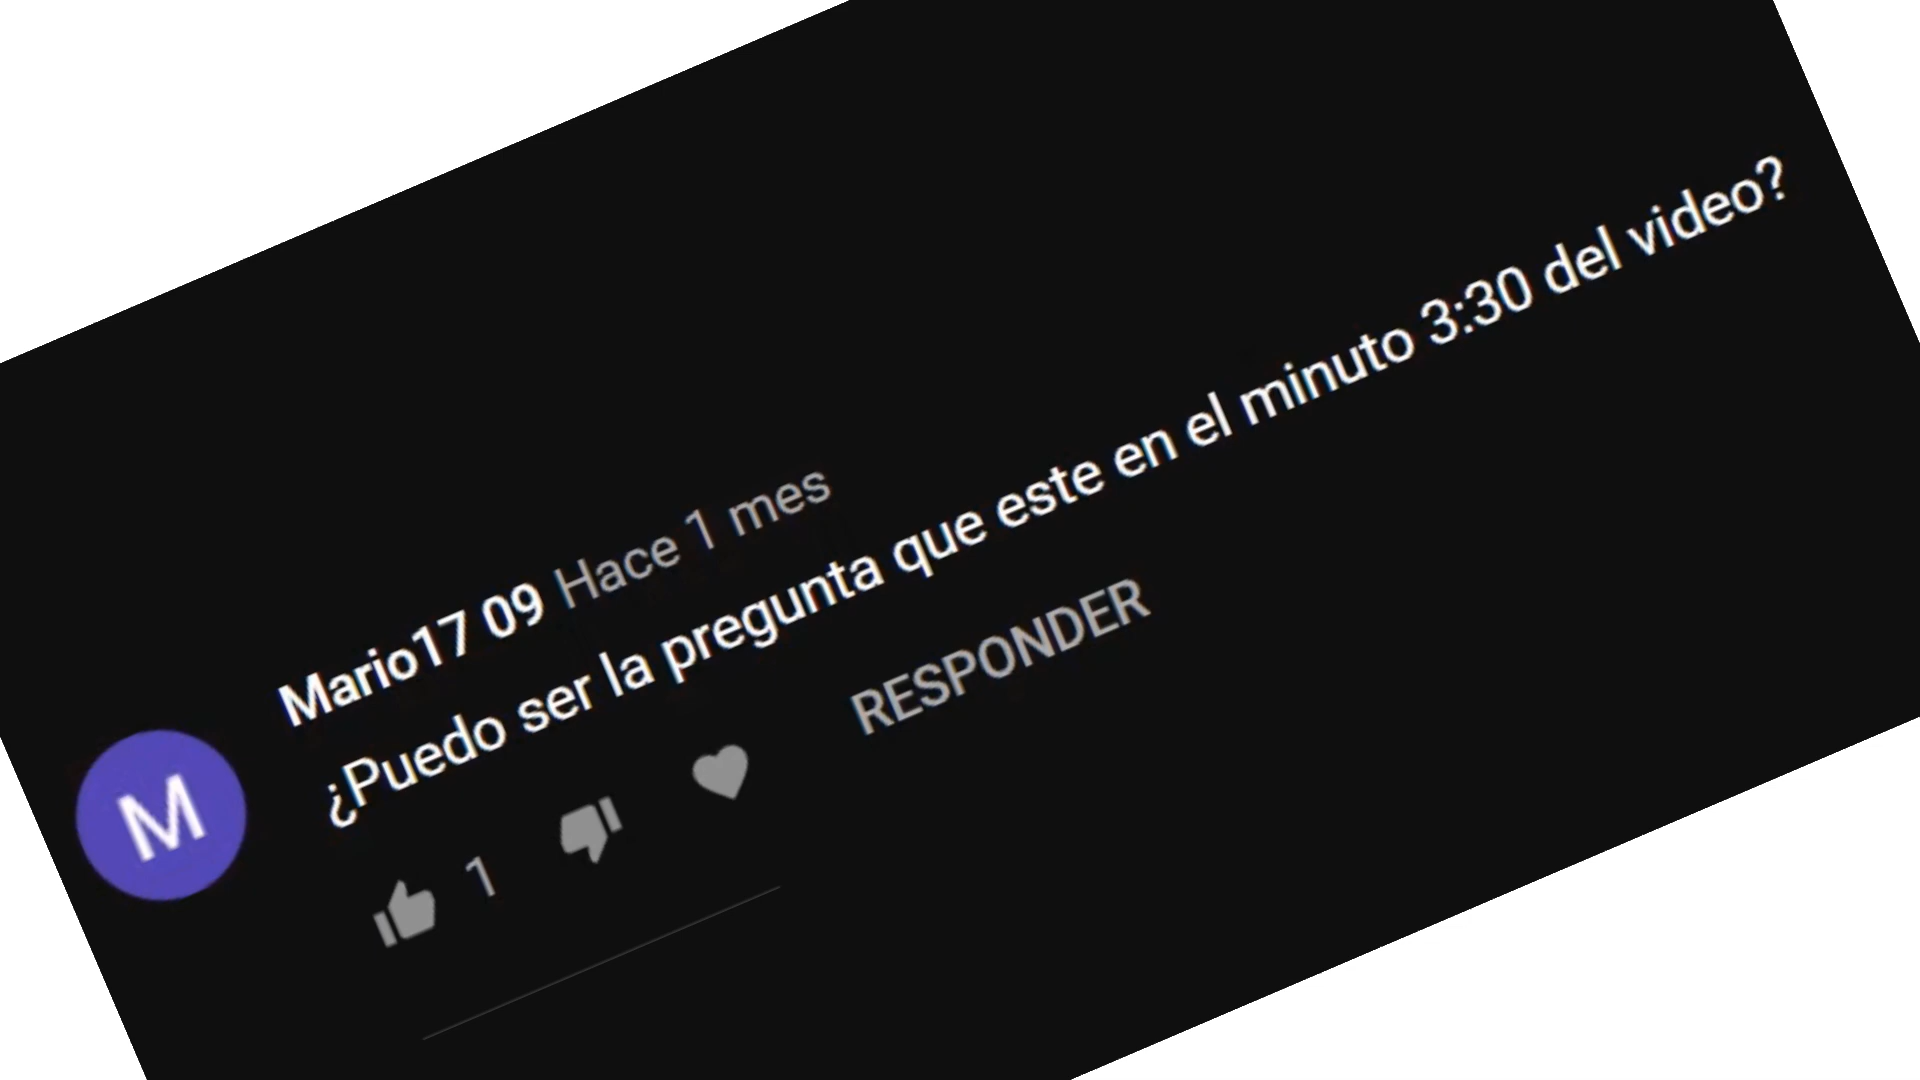 Mario17 09 Hace 1 mes
¿Puedo ser la pregunta que este en el minuto 3:30 del video?
M
1
RESPONDER